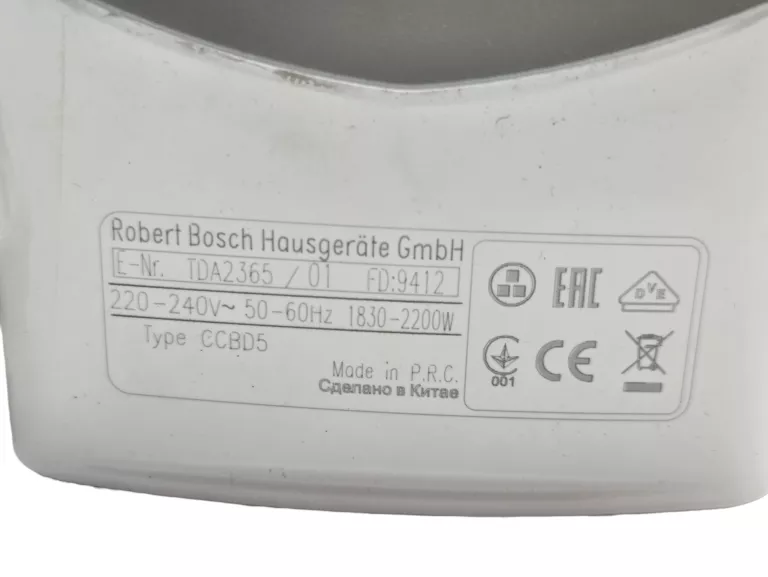 Robert Bosch Hausgeräte GmbH
E-Nr. TDA2365 / 01 FD:9412
220-240V~ 50-60Hz 1830-2200W
Type CCBD5
Made in P.R.C.
Сделано в Китае
EAC
DVE
001
CE